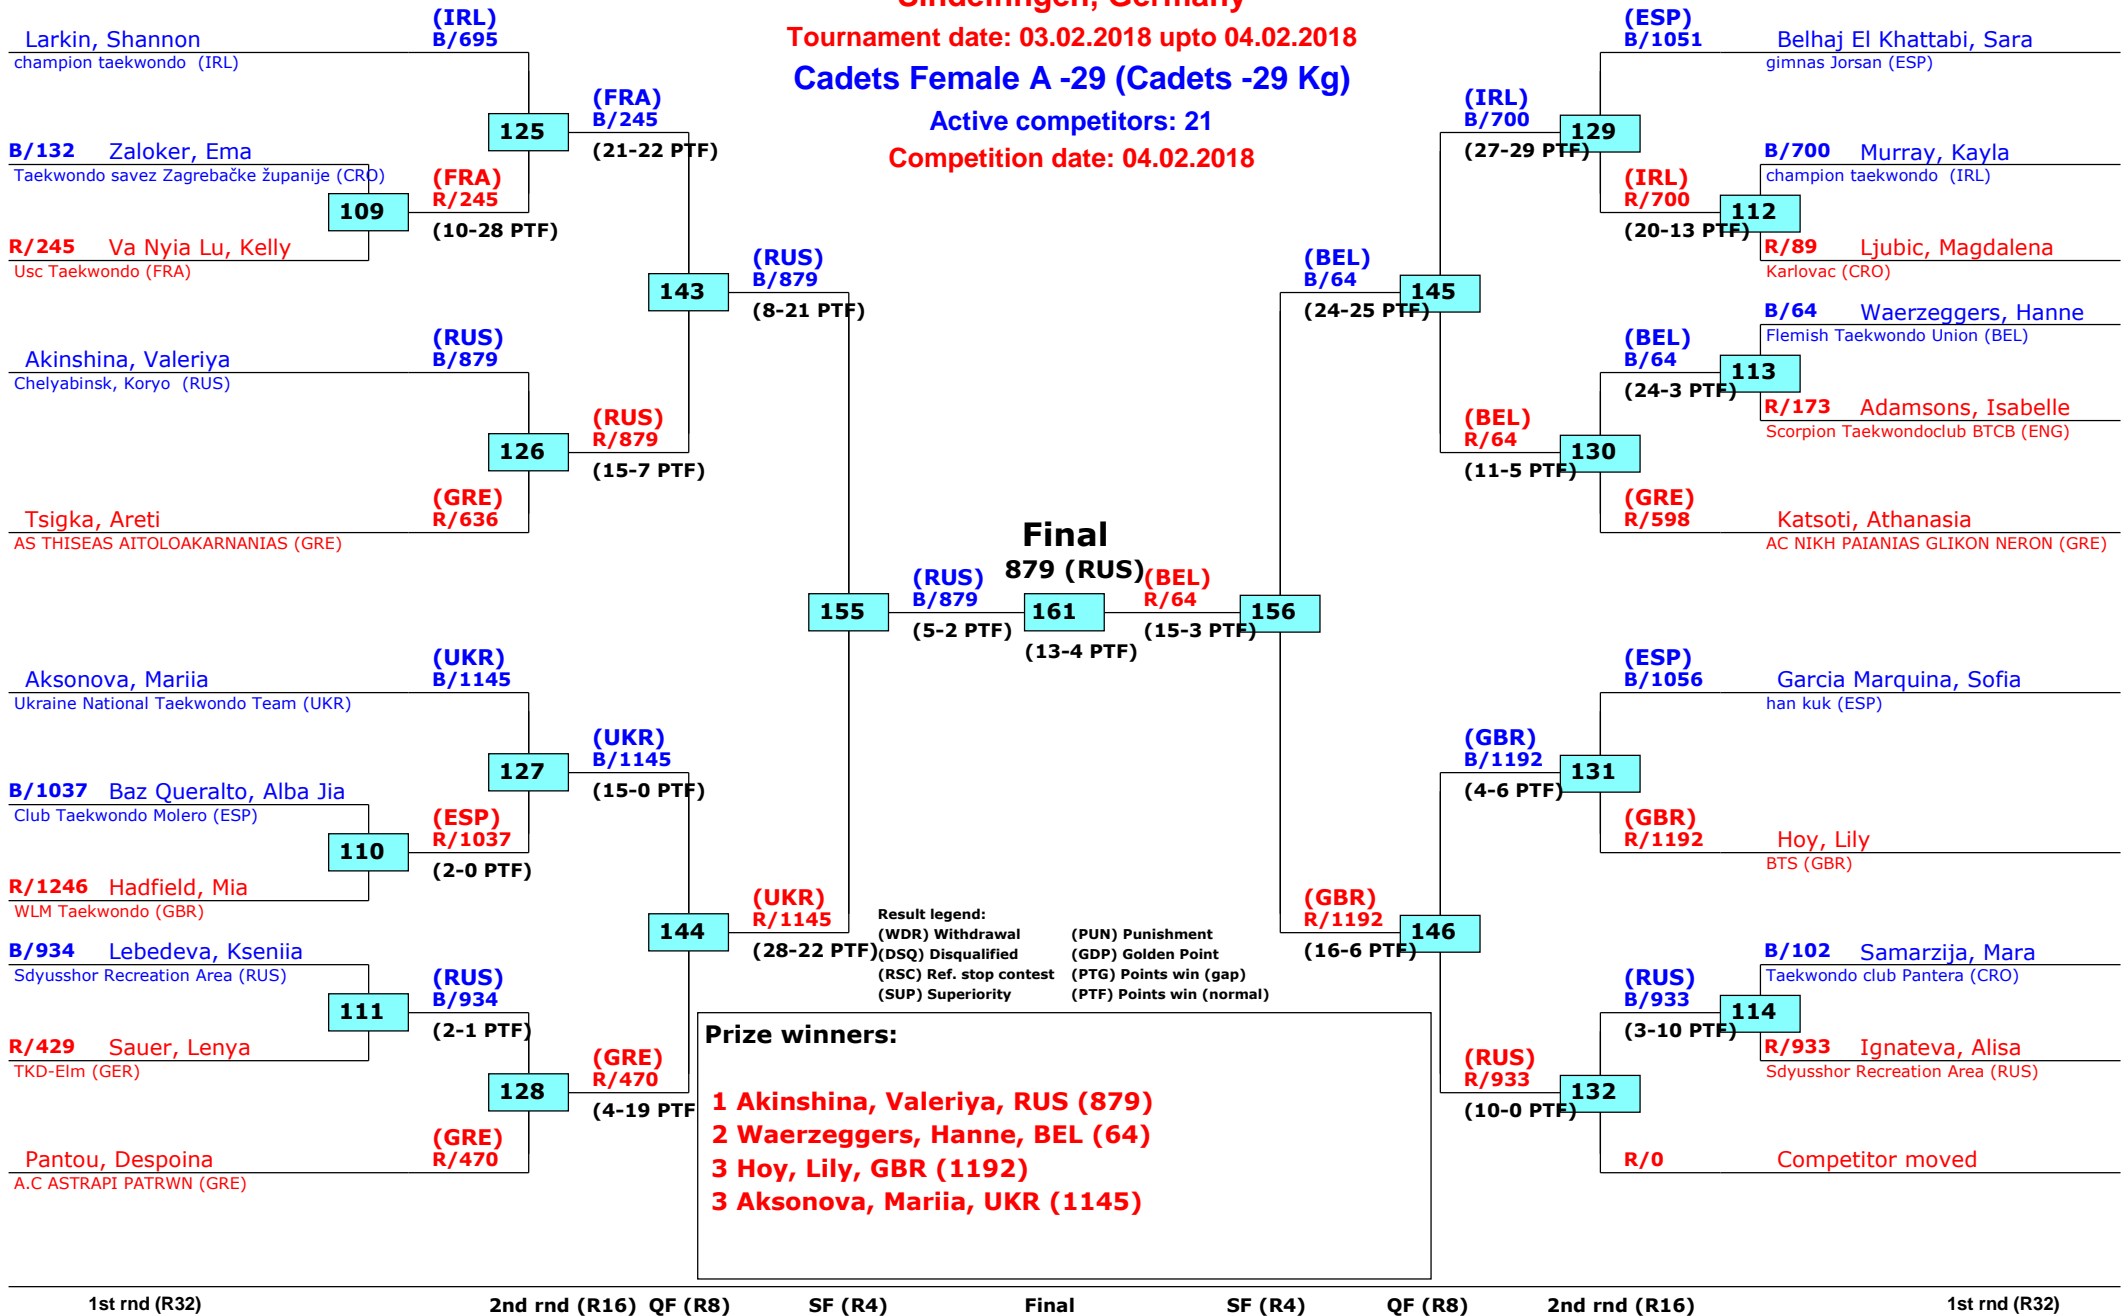 Sindelfingen, Germany
Tournament date: 03.02.2018 upto 04.02.2018
Cadets Female A -29 (Cadets -29 Kg)
Active competitors: 21
Competition date: 04.02.2018
Larkin, Shannon
champion taekwondo (IRL)
(IRL)
B/695
B/132 Zaloker, Ema
Taekwondo savez Zagrebačke županije (CRO)
109
R/245 Va Nyia Lu, Kelly
Usc Taekwondo (FRA)
(FRA)
R/245
(10-28 PTF)
125
(FRA)
B/245
(21-22 PTF)
Akinshina, Valeriya
Chelyabinsk, Koryo (RUS)
(RUS)
B/879
126
Tsigka, Areti
AS THISEAS AITOLOAKARNANIAS (GRE)
(GRE)
R/636
(RUS)
R/879
(15-7 PTF)
143
(RUS)
B/879
(8-21 PTF)
Aksonova, Mariia
Ukraine National Taekwondo Team (UKR)
(UKR)
B/1145
127
B/1037 Baz Queralto, Alba Jia
Club Taekwondo Molero (ESP)
110
R/1246 Hadfield, Mia
WLM Taekwondo (GBR)
(ESP)
R/1037
(2-0 PTF)
(UKR)
B/1145
(15-0 PTF)
B/934 Lebedeva, Kseniia
Sdyusshor Recreation Area (RUS)
111
R/429 Sauer, Lenya
TKD-Elm (GER)
(RUS)
B/934
(2-1 PTF)
128
Pantou, Despoina
A.C ASTRAPI PATRWN (GRE)
(GRE)
R/470
(GRE)
R/470
(4-19 PTF
144
(UKR)
R/1145
(28-22 PTF)
155
(RUS)
B/879
(5-2 PTF)
Final
879 (RUS)
161
(13-4 PTF)
(BEL)
R/64
(15-3 PTF)
156
(BEL)
B/64
(24-25 PTF)
145
(IRL)
B/700
(27-29 PTF)
129
(ESP)
B/1051
Belhaj El Khattabi, Sara
gimnas Jorsan (ESP)
(IRL)
R/700
(20-13 PTF)
112
B/700 Murray, Kayla
champion taekwondo (IRL)
R/89 Ljubic, Magdalena
Karlovac (CRO)
B/64 Waerzeggers, Hanne
Flemish Taekwondo Union (BEL)
(BEL)
B/64
(24-3 PTF)
113
R/173 Adamsons, Isabelle
Scorpion Taekwondoclub BTCB (ENG)
(BEL)
R/64
(11-5 PTF)
130
(GRE)
R/598
Katsoti, Athanasia
AC NIKH PAIANIAS GLIKON NERON (GRE)
(ESP)
B/1056
Garcia Marquina, Sofia
han kuk (ESP)
(GBR)
B/1192
(4-6 PTF)
131
(GBR)
R/1192
Hoy, Lily
BTS (GBR)
(GBR)
R/1192
(16-6 PTF)
146
B/102 Samarzija, Mara
Taekwondo club Pantera (CRO)
(RUS)
B/933
(3-10 PTF)
114
R/933 Ignateva, Alisa
Sdyusshor Recreation Area (RUS)
(RUS)
R/933
(10-0 PTF)
132
R/0 Competitor moved
Result legend:
(WDR) Withdrawal (PUN) Punishment
(DSQ) Disqualified (GDP) Golden Point
(RSC) Ref. stop contest (PTG) Points win (gap)
(SUP) Superiority (PTF) Points win (normal)
Prize winners:
1 Akinshina, Valeriya, RUS (879)
2 Waerzeggers, Hanne, BEL (64)
3 Hoy, Lily, GBR (1192)
3 Aksonova, Mariia, UKR (1145)
1st rnd (R32) 2nd rnd (R16) QF (R8) SF (R4) Final SF (R4) QF (R8) 2nd rnd (R16) 1st rnd (R32)